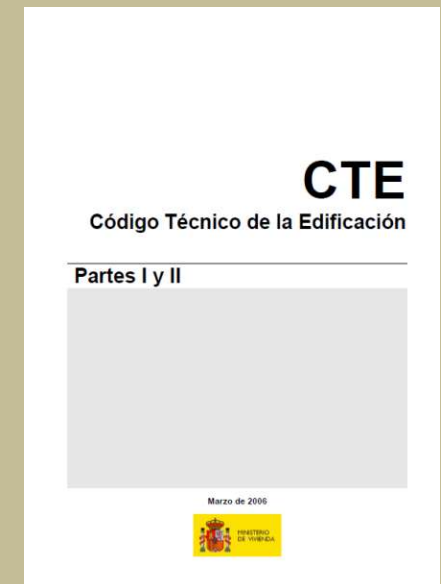 CTE
Código Técnico de la Edificación
Partes I y II
Marzo de 2006
MINISTERIO
DE VIVIENDA